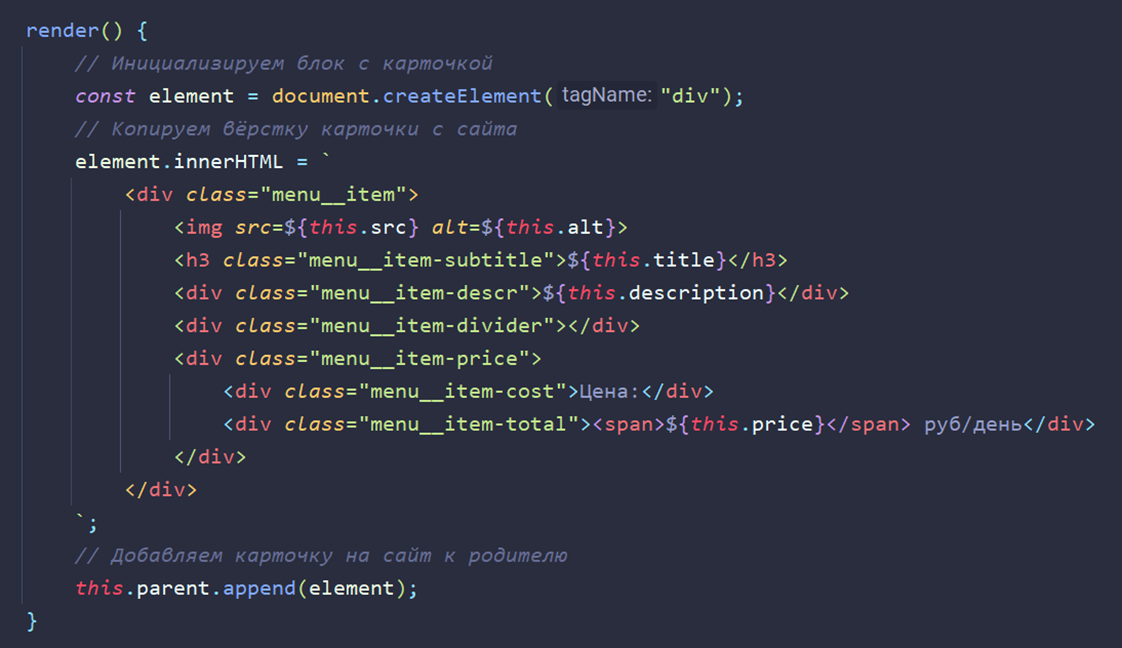 render() {
    // Инициализируем блок с карточкой
    const element = document.createElement( tagName: "div");
    // Копируем вёрстку карточки с сайта
    element.innerHTML = `
        <div class="menu__item">
            <img src=${this.src} alt=${this.alt}>
            <h3 class="menu__item-subtitle">${this.title}</h3>
            <div class="menu__item-descr">${this.description}</div>
            <div class="menu__item-divider"></div>
            <div class="menu__item-price">
                <div class="menu__item-cost">Цена:</div>
                <div class="menu__item-total"><span>${this.price}</span> руб/день</div>
            </div>
        </div>
    `;
    // Добавляем карточку на сайт к родителю
    this.parent.append(element);
}